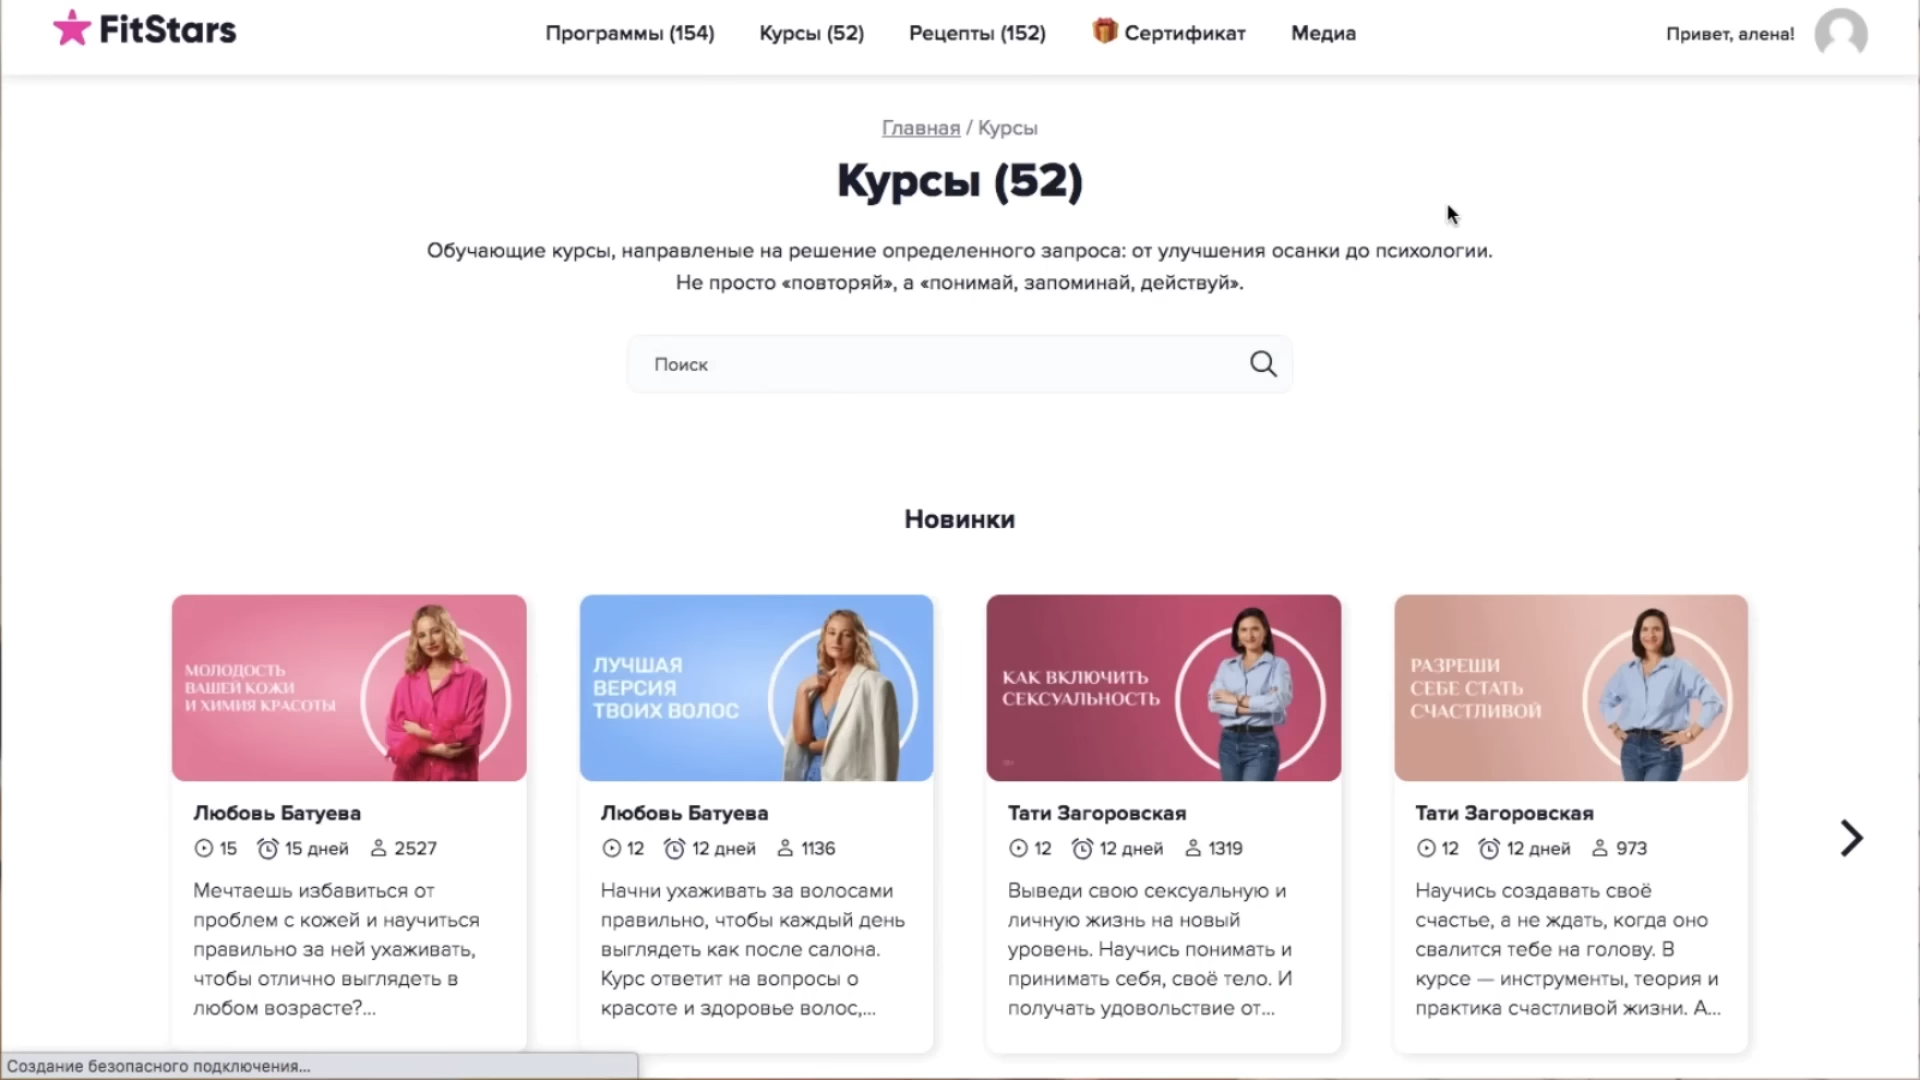 FitStars
Программы (154)
Курсы (52)
Рецепты (152)
Сертификат
Медиа
Привет, алена!
Главная / Курсы
Курсы (52)
Обучающие курсы, направленые на решение определенного запроса: от улучшения осанки до психологии.
Не просто «повторяй», а «понимай, запоминай, действуй».
Поиск
Новинки
МОЛОДОСТЬ
ВАШЕЙ КОЖИ
И ХИМИЯ КРАСОТЫ
Любовь Батуева
15 15 дней 2527
Мечтаешь избавиться от
проблем с кожей и научиться
правильно за ней ухаживать,
чтобы отлично выглядеть в
любом возрасте?...
ЛУЧШАЯ
ВЕРСИЯ
ТВОИХ ВОЛОС
Любовь Батуева
12 12 дней 1136
Начни ухаживать за волосами
правильно, чтобы каждый день
выглядеть как после салона.
Курс ответит на вопросы о
красоте и здоровье волос,...
КАК ВКЛЮЧИТЬ
СЕКСУАЛЬНОСТЬ
Тати Загоровская
12 12 дней 1319
Выведи свою сексуальную и
личную жизнь на новый
уровень. Научись понимать и
принимать себя, своё тело. И
получать удовольствие от...
РАЗРЕШИ
СЕБЕ СТАТЬ
СЧАСТЛИВОЙ
Тати Загоровская
12 12 дней 973
Научись создавать своё
счастье, а не ждать, когда оно
свалится тебе на голову. В
курсе — инструменты, теория и
практика счастливой жизни. А...
Создание безопасного подключения...